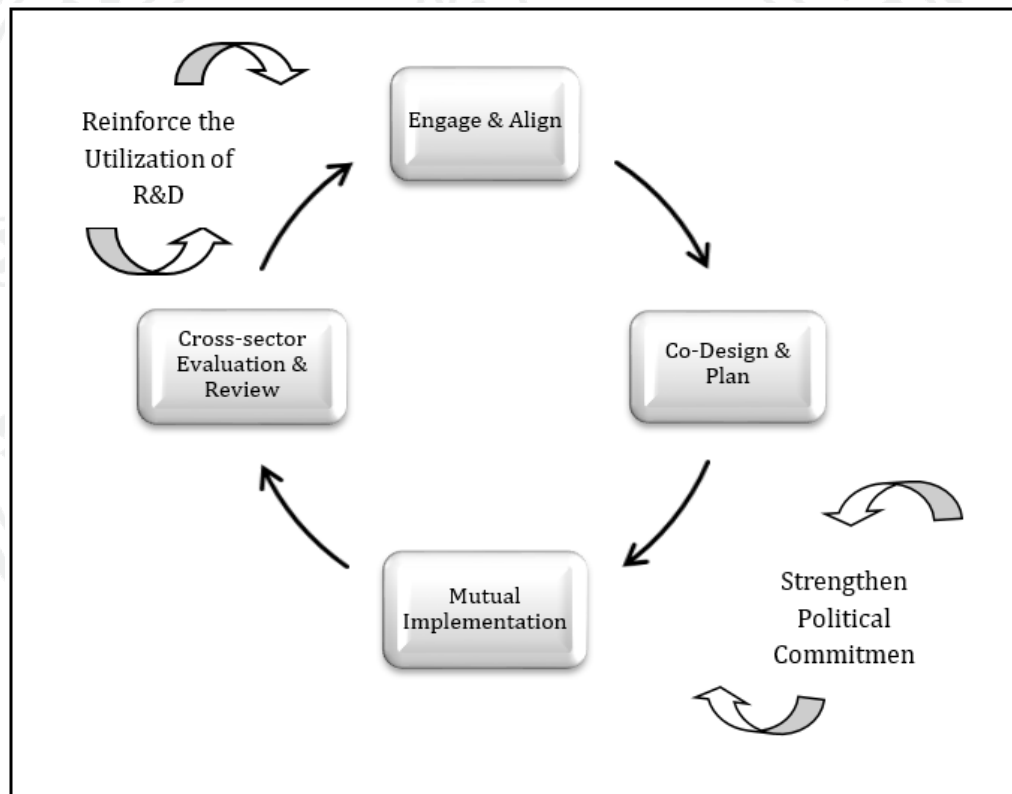 Engage & Align
Reinforce the
Utilization of
R&D
Cross-sector
Evaluation &
Review
Co-Design &
Plan
Mutual
Implementation
Strengthen
Political
Commitmen